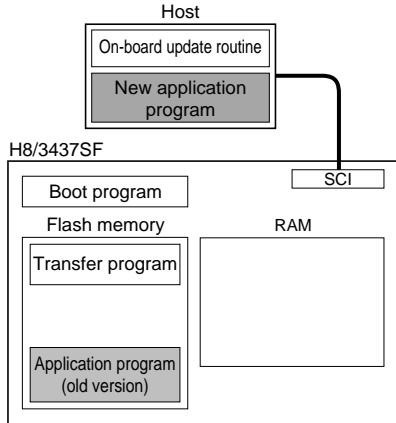 Host
On-board update routine
New application
program
H8/3437SF
SCI
Boot program
Flash memory
RAM
Transfer program
Application program
(old version)